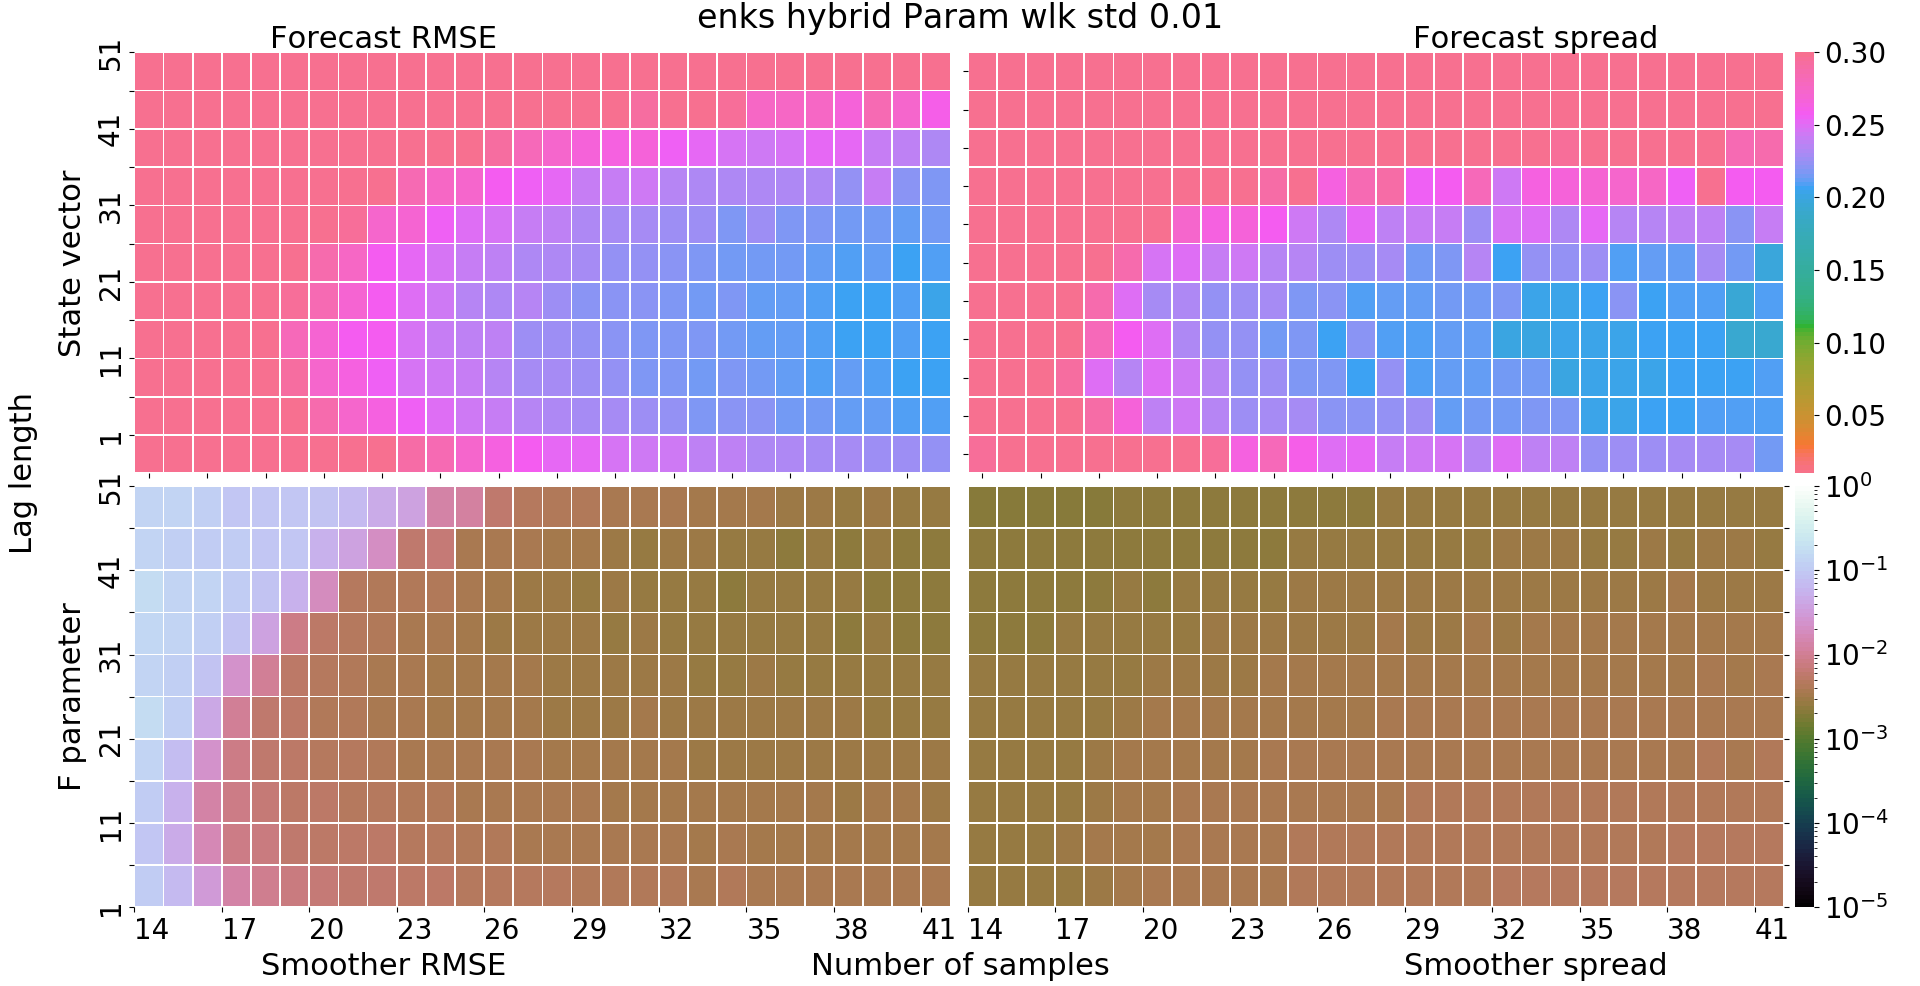 enks hybrid Param wlk std 0.01
Forecast RMSE
Forecast spread
State vector
51
41
31
21
11
1
0.30
0.25
0.20
0.15
0.10
0.05
Lag length
F parameter
51
41
31
21
11
1
10⁰
10⁻¹
10⁻²
10⁻³
10⁻⁴
10⁻⁵
14 17 20 23 26 29 32 35 38 41 14 17 20 23 26 29 32 35 38 41
Smoother RMSE
Number of samples
Smoother spread